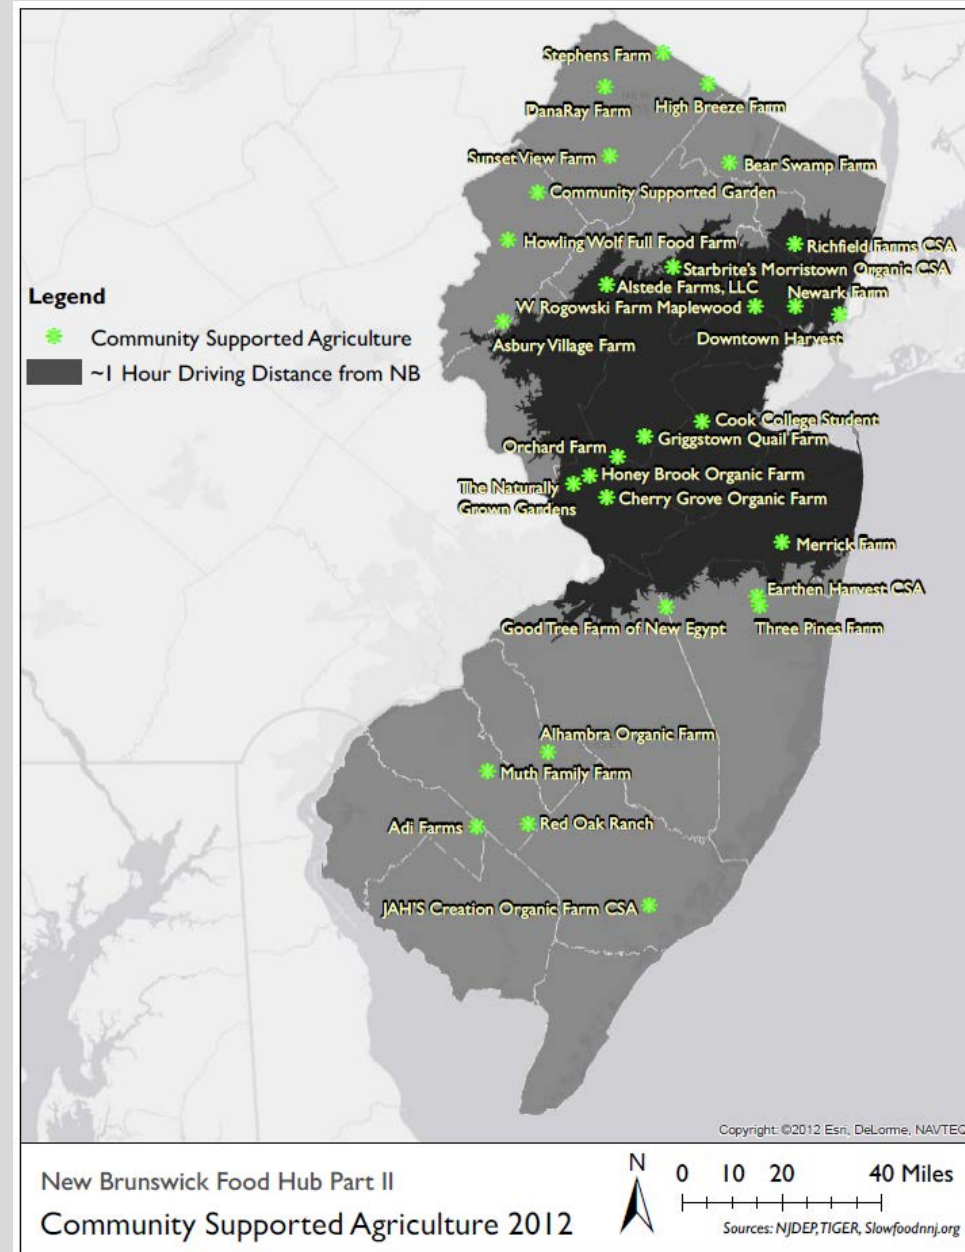 Stephens Farm
DanaRay Farm
High Breeze Farm
Sunset View Farm
Bear Swamp Farm
Community Supported Garden
Howling Wolf Full Food Farm
Richfield Farms CSA
Starbrite's Morristown Organic CSA
Alstede Farms, LLC
Newark Farm
W Rogowski Farm Maplewood
Downtown Harvest
Asbury Village Farm
Legend
Community Supported Agriculture
~1 Hour Driving Distance from NB
Cook College Student
Griggstown Quail Farm
Orchard Farm
Honey Brook Organic Farm
The Naturally
Grown Gardens
Cherry Grove Organic Farm
Merrick Farm
Earthen Harvest CSA
Good Tree Farm of New Egypt
Three Pines Farm
Alhambra Organic Farm
Muth Family Farm
Adi Farms
Red Oak Ranch
JAH'S Creation Organic Farm CSA
Copyright: ©2012 Esri, DeLorme, NAVTEQ
New Brunswick Food Hub Part II
Community Supported Agriculture 2012
N
0 10 20 40 Miles
Sources: NJDEP, TIGER, Slowfoodnnj.org